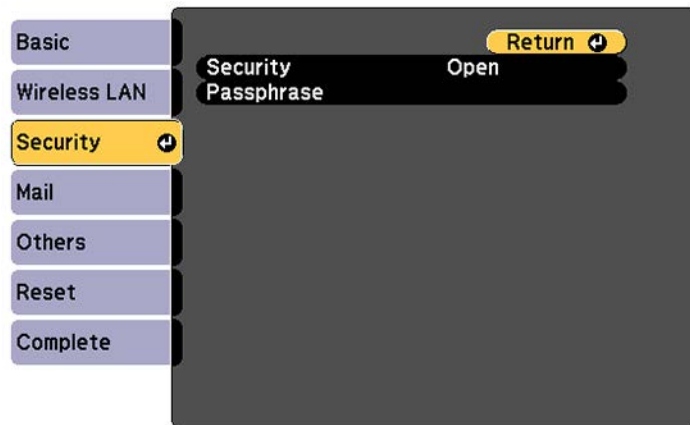 Basic
Wireless LAN
Security
Mail
Others
Reset
Complete
Return
Security Open
Passphrase